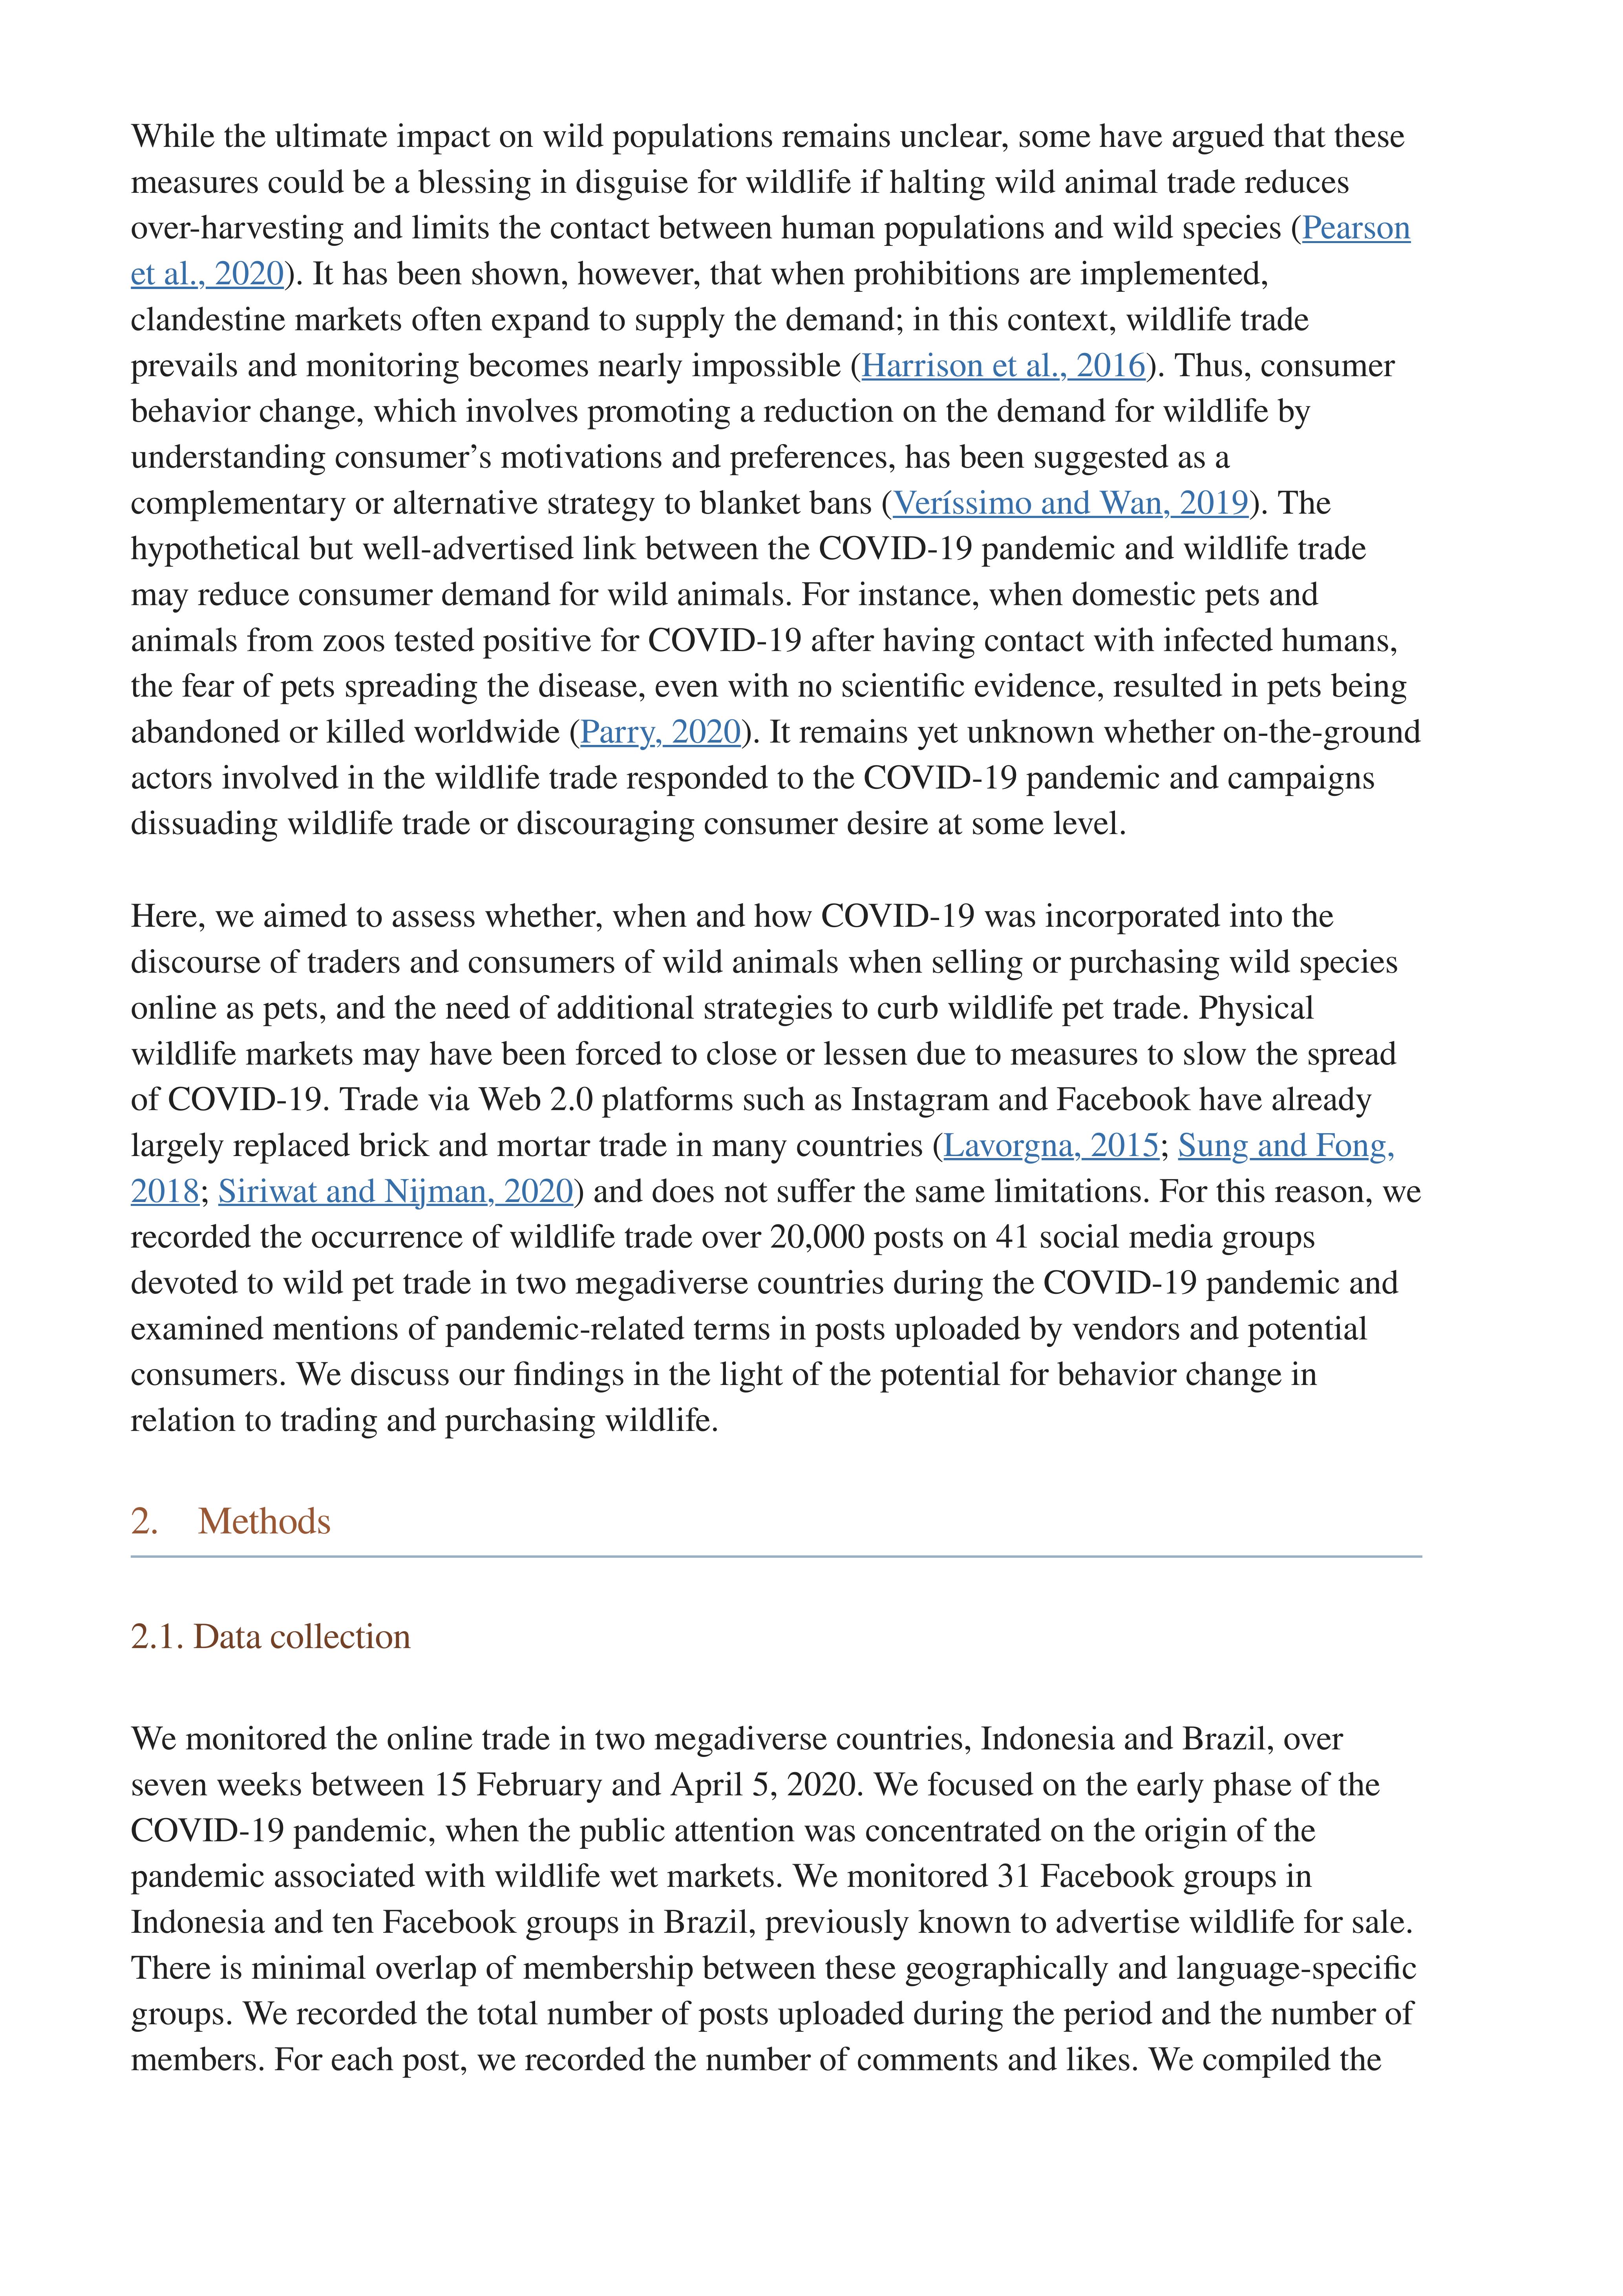 While the ultimate impact on wild populations remains unclear, some have argued that these
measures could be a blessing in disguise for wildlife if halting wild animal trade reduces
over-harvesting and limits the contact between human populations and wild species (Pearson
et al., 2020). It has been shown, however, that when prohibitions are implemented,
clandestine markets often expand to supply the demand; in this context, wildlife trade
prevails and monitoring becomes nearly impossible (Harrison et al., 2016). Thus, consumer
behavior change, which involves promoting a reduction on the demand for wildlife by
understanding consumer’s motivations and preferences, has been suggested as a
complementary or alternative strategy to blanket bans (Veríssimo and Wan, 2019). The
hypothetical but well-advertised link between the COVID-19 pandemic and wildlife trade
may reduce consumer demand for wild animals. For instance, when domestic pets and
animals from zoos tested positive for COVID-19 after having contact with infected humans,
the fear of pets spreading the disease, even with no scientific evidence, resulted in pets being
abandoned or killed worldwide (Parry, 2020). It remains yet unknown whether on-the-ground
actors involved in the wildlife trade responded to the COVID-19 pandemic and campaigns
dissuading wildlife trade or discouraging consumer desire at some level.
Here, we aimed to assess whether, when and how COVID-19 was incorporated into the
discourse of traders and consumers of wild animals when selling or purchasing wild species
online as pets, and the need of additional strategies to curb wildlife pet trade. Physical
wildlife markets may have been forced to close or lessen due to measures to slow the spread
of COVID-19. Trade via Web 2.0 platforms such as Instagram and Facebook have already
largely replaced brick and mortar trade in many countries (Lavorgna, 2015; Sung and Fong,
2018; Siriwat and Nijman, 2020) and does not suffer the same limitations. For this reason, we
recorded the occurrence of wildlife trade over 20,000 posts on 41 social media groups
devoted to wild pet trade in two megadiverse countries during the COVID-19 pandemic and
examined mentions of pandemic-related terms in posts uploaded by vendors and potential
consumers. We discuss our findings in the light of the potential for behavior change in
relation to trading and purchasing wildlife.
2. Methods
2.1. Data collection
We monitored the online trade in two megadiverse countries, Indonesia and Brazil, over
seven weeks between 15 February and April 5, 2020. We focused on the early phase of the
COVID-19 pandemic, when the public attention was concentrated on the origin of the
pandemic associated with wildlife wet markets. We monitored 31 Facebook groups in
Indonesia and ten Facebook groups in Brazil, previously known to advertise wildlife for sale.
There is minimal overlap of membership between these geographically and language-specific
groups. We recorded the total number of posts uploaded during the period and the number of
members. For each post, we recorded the number of comments and likes. We compiled the